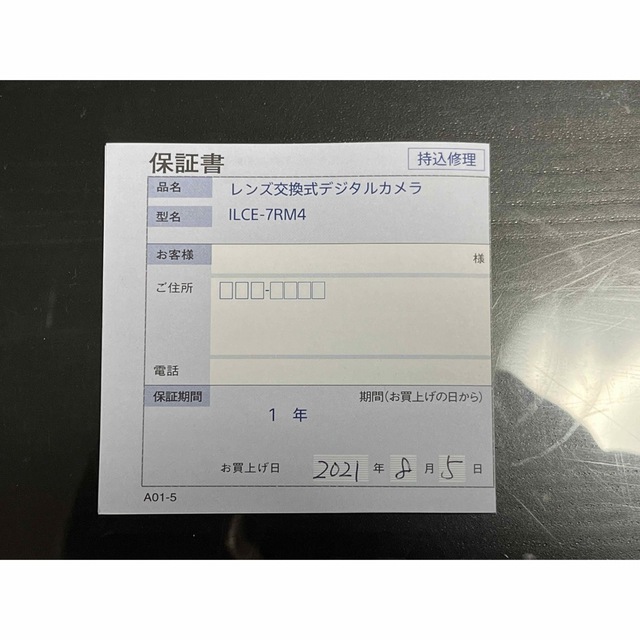 保証書 持込修理
品名 レンズ交換式デジタルカメラ
型名 ILCE-7RM4
お客様 様
ご住所 □□□-□□□□
電話
保証期間 期間(お買上げの日から)
1 年
お買上げ日 2021 年 8 月 5 日
A01-5